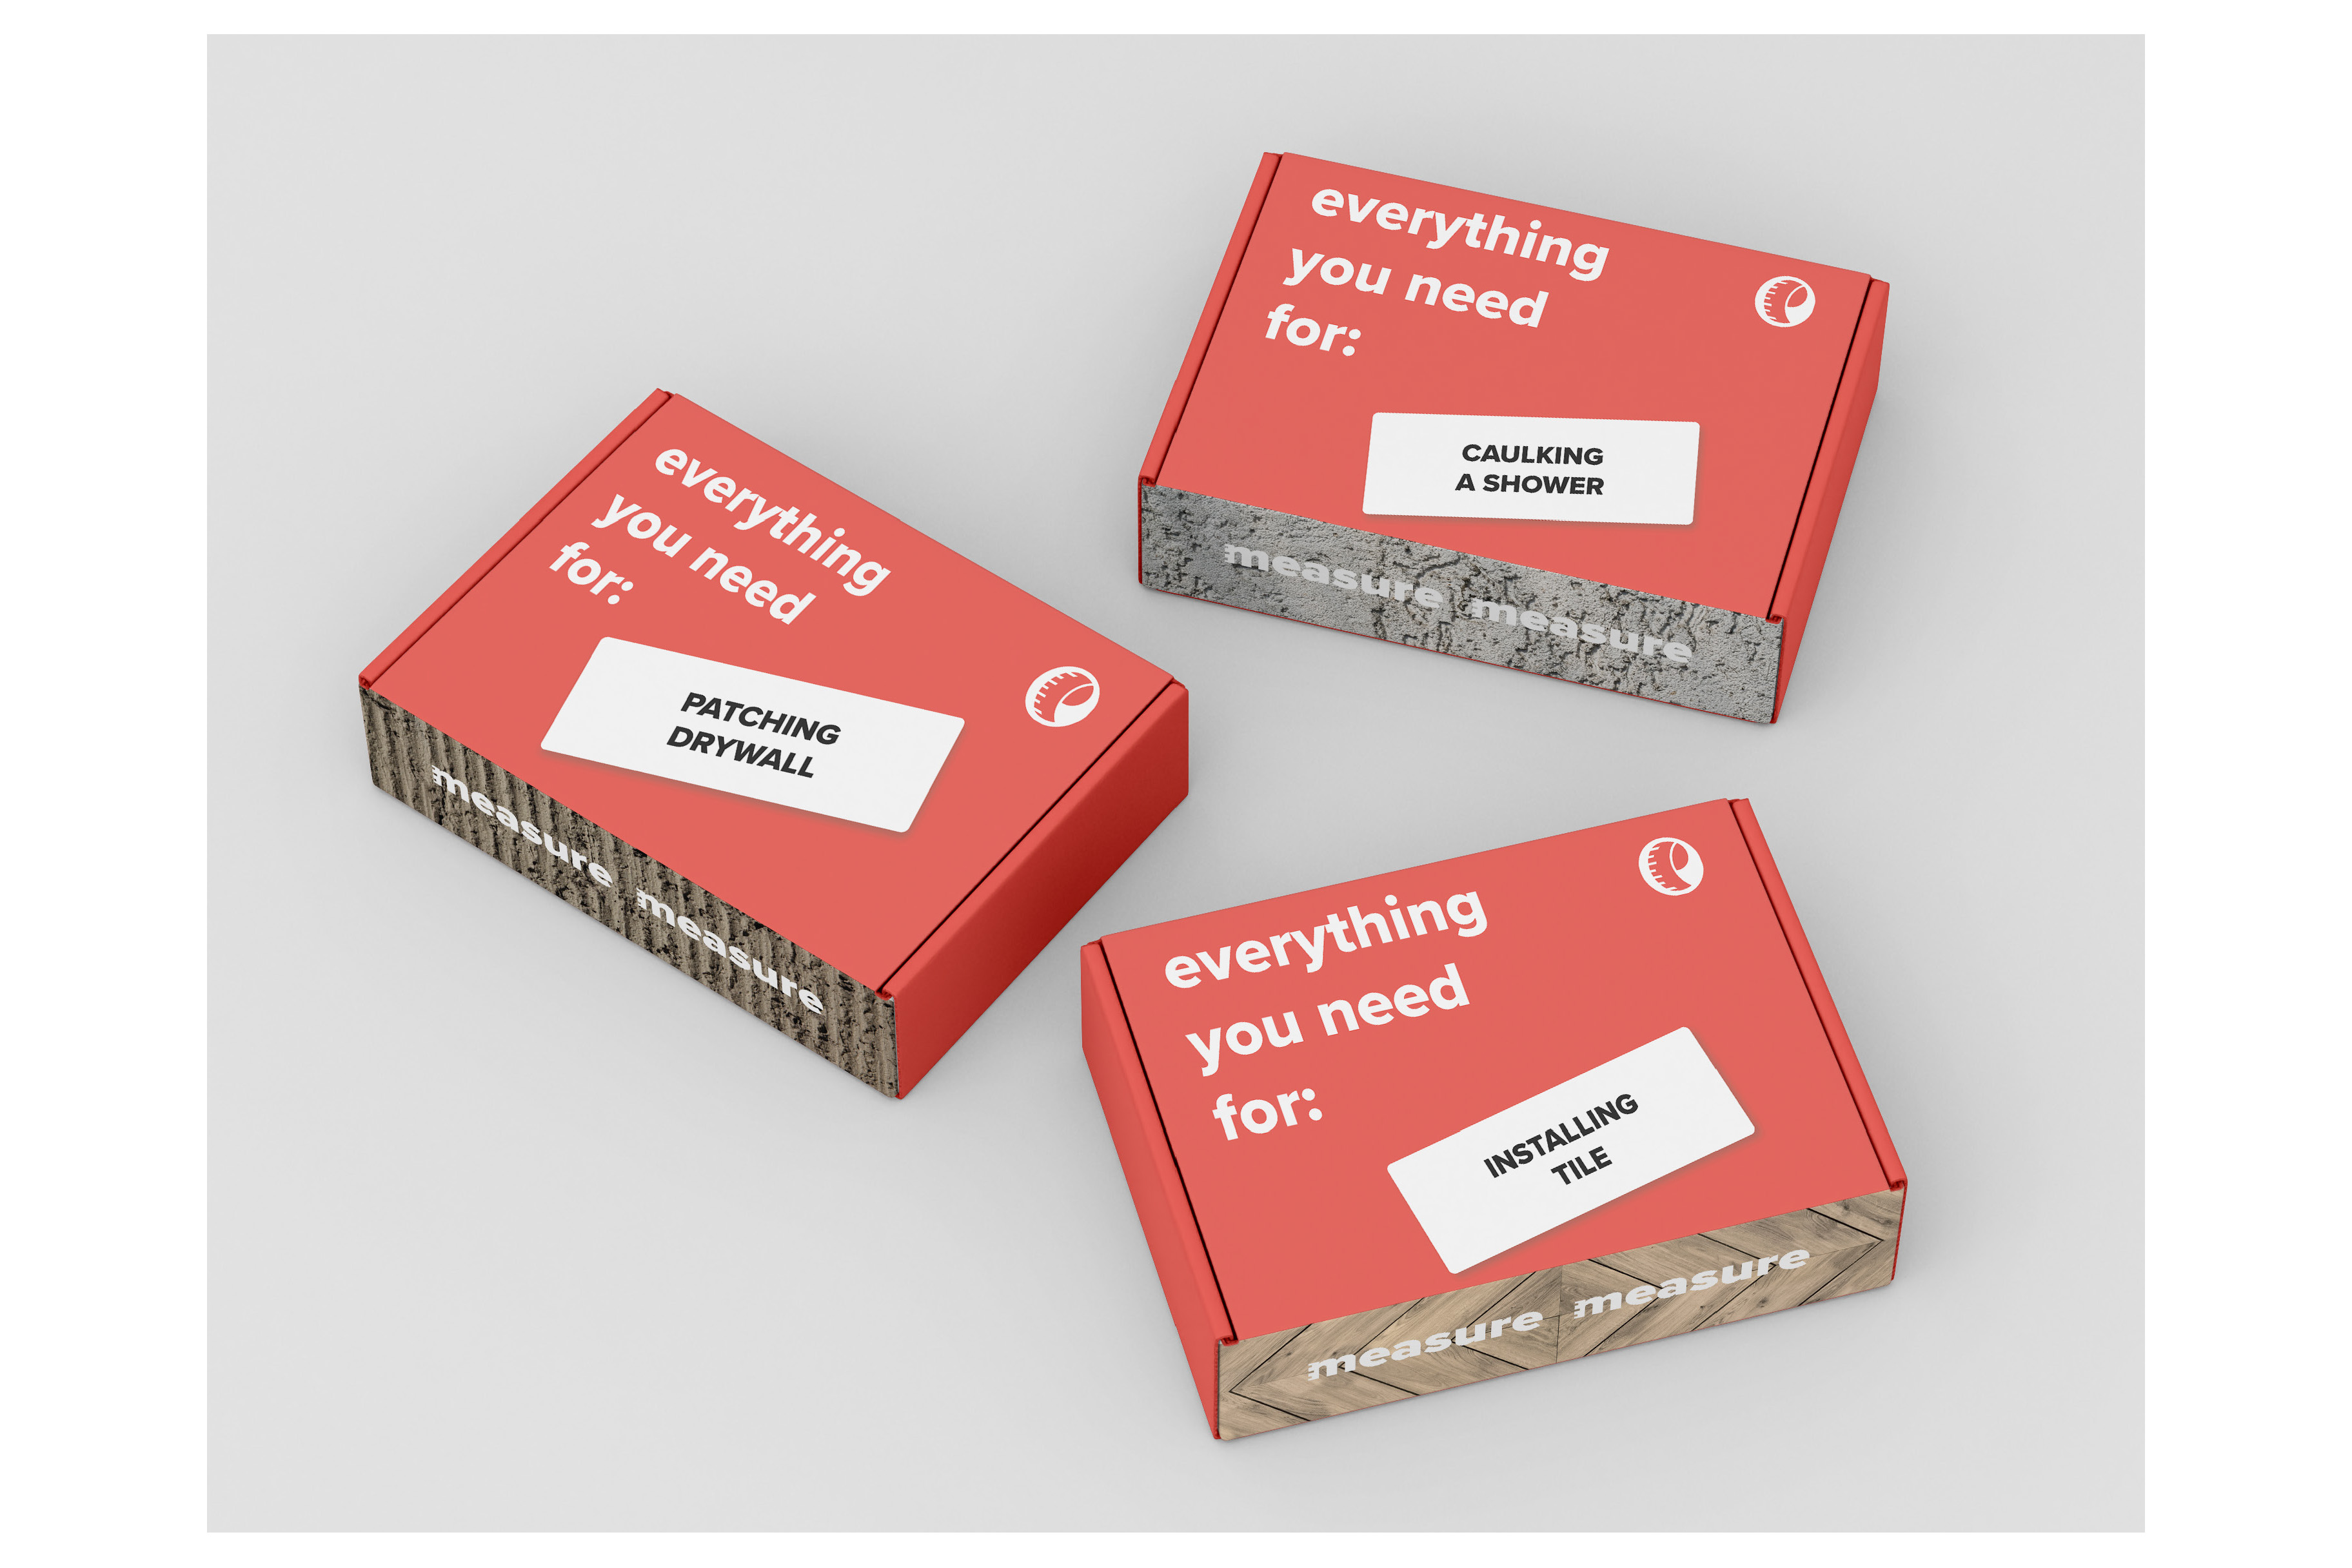 everything
you need
for:
PATCHING
DRYWALL
measure measure
everything
you need
for:
CAULKING
A SHOWER
measure measure
everything
you need
for:
INSTALLING
TILE
measure measure